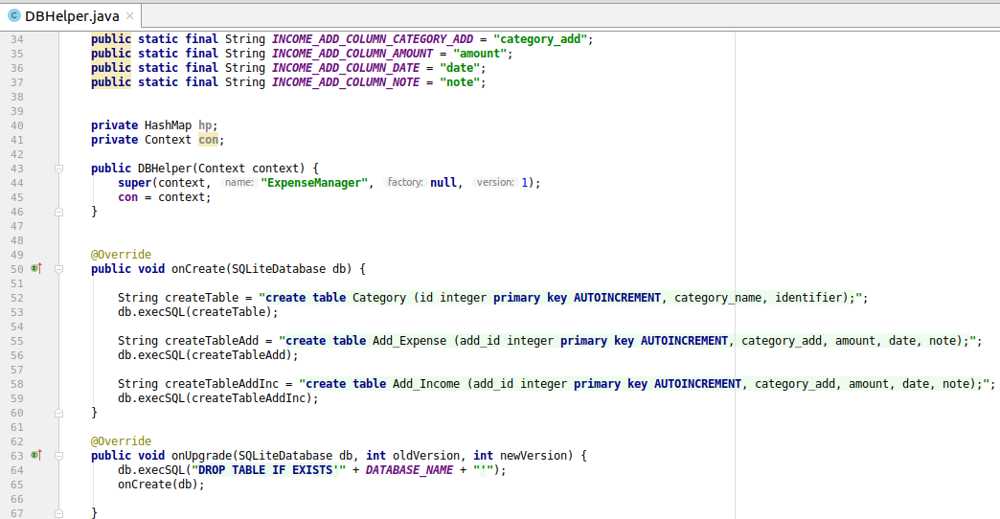 DBHelper.java
34 public static final String INCOME_ADD_COLUMN_CATEGORY_ADD = "category_add";
35 public static final String INCOME_ADD_COLUMN_AMOUNT = "amount";
36 public static final String INCOME_ADD_COLUMN_DATE = "date";
37 public static final String INCOME_ADD_COLUMN_NOTE = "note";
38
39
40 private HashMap hp;
41 private Context con;
42
43 public DBHelper(Context context) {
44 super(context, name: "ExpenseManager", factory: null, version: 1);
45 con = context;
46 }
47
48
49 @Override
50 public void onCreate(SQLiteDatabase db) {
51
52 String createTable = "create table Category (id integer primary key AUTOINCREMENT, category_name, identifier);";
53 db.execSQL(createTable);
54
55 String createTableAdd = "create table Add_Expense (add_id integer primary key AUTOINCREMENT, category_add, amount, date, note);";
56 db.execSQL(createTableAdd);
57
58 String createTableAddInc = "create table Add_Income (add_id integer primary key AUTOINCREMENT, category_add, amount, date, note);";
59 db.execSQL(createTableAddInc);
60 }
61
62 @Override
63 public void onUpgrade(SQLiteDatabase db, int oldVersion, int newVersion) {
64 db.execSQL("DROP TABLE IF EXISTS'" + DATABASE_NAME + "'");
65 onCreate(db);
66
67 }